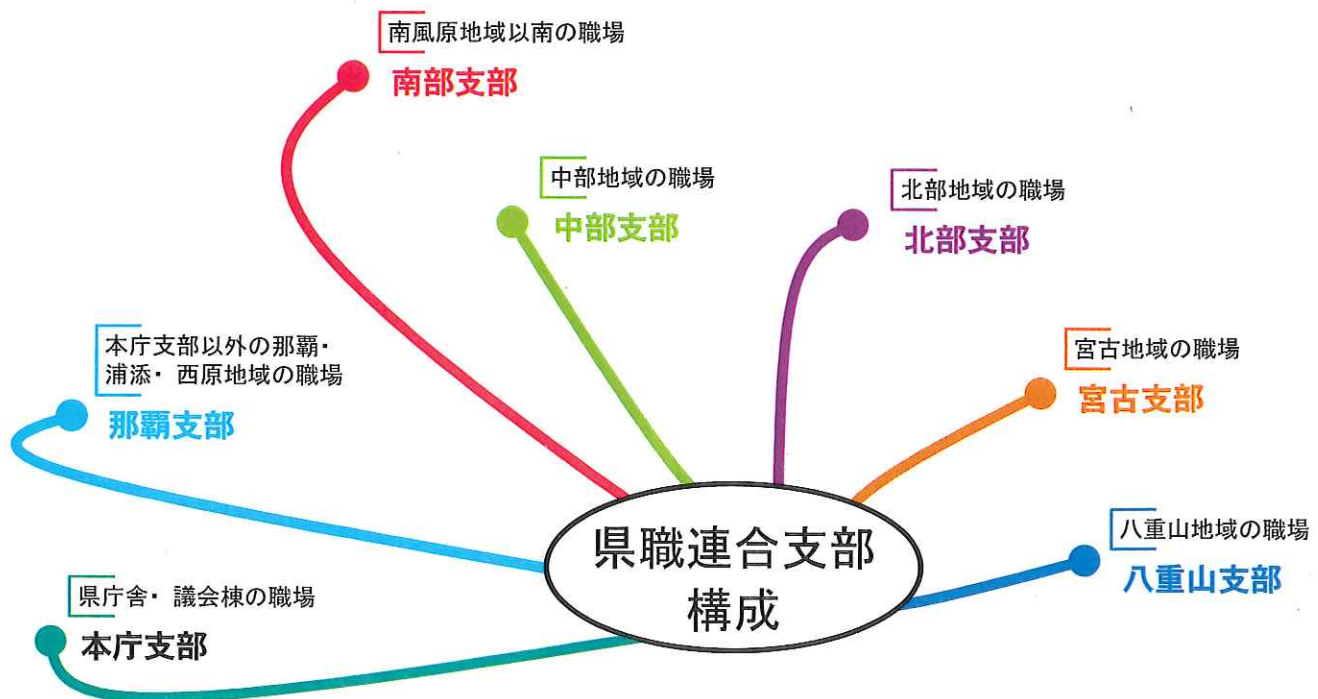 南風原地域以南の職場
南部支部
中部地域の職場
中部支部
北部地域の職場
北部支部
本庁支部以外の那覇・
浦添・西原地域の職場
那覇支部
宮古地域の職場
宮古支部
八重山地域の職場
八重山支部
県庁舎・議会棟の職場
本庁支部
県職連合支部
構成